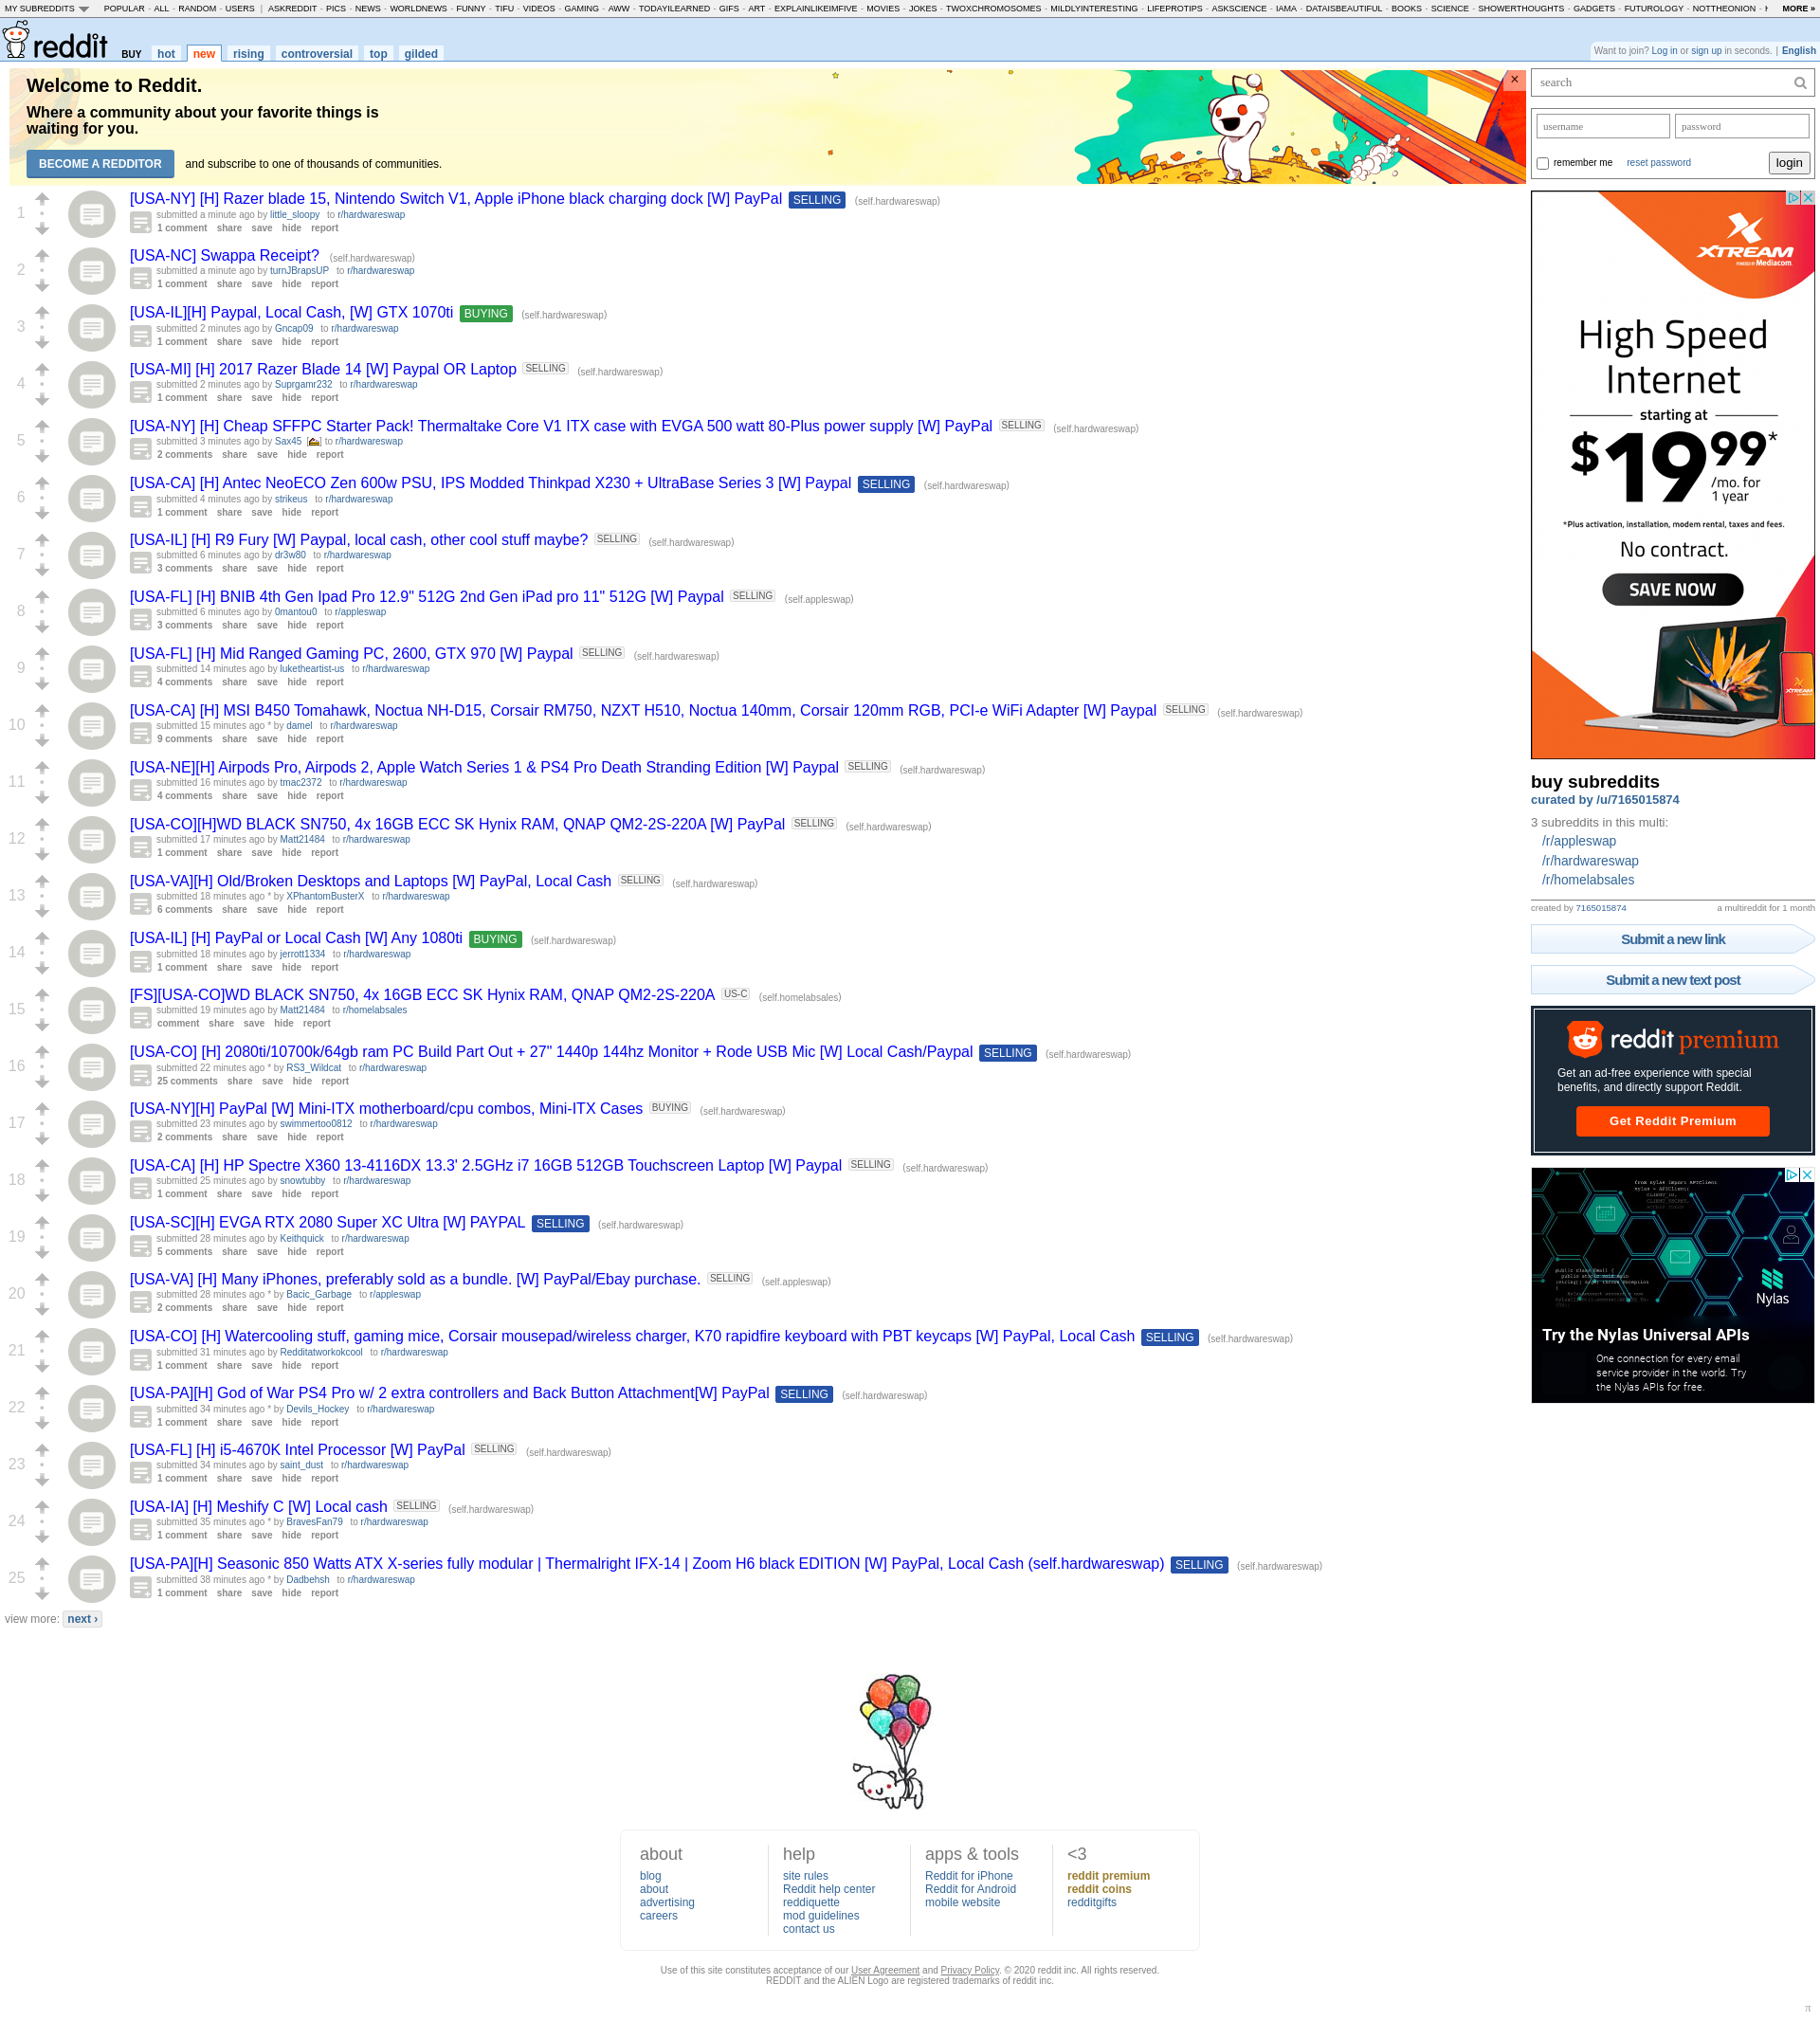 MY SUBREDDITS POPULAR - ALL - RANDOM - USERS | ASKREDDIT - PICS - NEWS - WORLDNEWS - FUNNY - TIFU - VIDEOS - GAMING - AWW - TODAYILEARNED - GIFS - ART - EXPLAINLIKEIMFIVE - MOVIES - JOKES - TWOXCHROMOSOMES - MILDLYINTERESTING - LIFEPROTIPS - ASKSCIENCE - IAMA - DATAISBEAUTIFUL - BOOKS - SCIENCE - SHOWERTHOUGHTS - GADGETS - FUTUROLOGY - NOTTHEONION - MORE »
reddit BUY hot new rising controversial top gilded
Want to join? Log in or sign up in seconds. | English
Welcome to Reddit.
Where a community about your favorite things is
waiting for you.
BECOME A REDDITOR and subscribe to one of thousands of communities.
×
1
[USA-NY] [H] Razer blade 15, Nintendo Switch V1, Apple iPhone black charging dock [W] PayPal SELLING (self.hardwareswap)
submitted a minute ago by little_sloopy to r/hardwareswap
1 comment share save hide report
2
[USA-NC] Swappa Receipt? (self.hardwareswap)
submitted a minute ago by turnJBrapsUP to r/hardwareswap
1 comment share save hide report
3
[USA-IL][H] Paypal, Local Cash, [W] GTX 1070ti BUYING (self.hardwareswap)
submitted 2 minutes ago by Gncap09 to r/hardwareswap
1 comment share save hide report
4
[USA-MI] [H] 2017 Razer Blade 14 [W] Paypal OR Laptop SELLING (self.hardwareswap)
submitted 2 minutes ago by Suprgamr232 to r/hardwareswap
1 comment share save hide report
5
[USA-NY] [H] Cheap SFFPC Starter Pack! Thermaltake Core V1 ITX case with EVGA 500 watt 80-Plus power supply [W] PayPal SELLING (self.hardwareswap)
submitted 3 minutes ago by Sax45 [] to r/hardwareswap
2 comments share save hide report
6
[USA-CA] [H] Antec NeoECO Zen 600w PSU, IPS Modded Thinkpad X230 + UltraBase Series 3 [W] Paypal SELLING (self.hardwareswap)
submitted 4 minutes ago by strikeus to r/hardwareswap
1 comment share save hide report
7
[USA-IL] [H] R9 Fury [W] Paypal, local cash, other cool stuff maybe? SELLING (self.hardwareswap)
submitted 6 minutes ago by dr3w80 to r/hardwareswap
3 comments share save hide report
8
[USA-FL] [H] BNIB 4th Gen Ipad Pro 12.9" 512G 2nd Gen iPad pro 11" 512G [W] Paypal SELLING (self.appleswap)
submitted 6 minutes ago by 0mantou0 to r/appleswap
3 comments share save hide report
9
[USA-FL] [H] Mid Ranged Gaming PC, 2600, GTX 970 [W] Paypal SELLING (self.hardwareswap)
submitted 14 minutes ago by luketheartist-us to r/hardwareswap
4 comments share save hide report
10
[USA-CA] [H] MSI B450 Tomahawk, Noctua NH-D15, Corsair RM750, NZXT H510, Noctua 140mm, Corsair 120mm RGB, PCI-e WiFi Adapter [W] Paypal SELLING (self.hardwareswap)
submitted 15 minutes ago * by damel to r/hardwareswap
9 comments share save hide report
11
[USA-NE][H] Airpods Pro, Airpods 2, Apple Watch Series 1 & PS4 Pro Death Stranding Edition [W] Paypal SELLING (self.hardwareswap)
submitted 16 minutes ago by tmac2372 to r/hardwareswap
4 comments share save hide report
12
[USA-CO][H]WD BLACK SN750, 4x 16GB ECC SK Hynix RAM, QNAP QM2-2S-220A [W] PayPal SELLING (self.hardwareswap)
submitted 17 minutes ago by Matt21484 to r/hardwareswap
1 comment share save hide report
13
[USA-VA][H] Old/Broken Desktops and Laptops [W] PayPal, Local Cash SELLING (self.hardwareswap)
submitted 18 minutes ago * by XPhantomBusterX to r/hardwareswap
6 comments share save hide report
14
[USA-IL] [H] PayPal or Local Cash [W] Any 1080ti BUYING (self.hardwareswap)
submitted 18 minutes ago by jerrott1334 to r/hardwareswap
1 comment share save hide report
15
[FS][USA-CO]WD BLACK SN750, 4x 16GB ECC SK Hynix RAM, QNAP QM2-2S-220A US-C (self.homelabsales)
submitted 19 minutes ago by Matt21484 to r/homelabsales
comment share save hide report
16
[USA-CO] [H] 2080ti/10700k/64gb ram PC Build Part Out + 27" 1440p 144hz Monitor + Rode USB Mic [W] Local Cash/Paypal SELLING (self.hardwareswap)
submitted 22 minutes ago * by RS3_Wildcat to r/hardwareswap
25 comments share save hide report
17
[USA-NY][H] PayPal [W] Mini-ITX motherboard/cpu combos, Mini-ITX Cases BUYING (self.hardwareswap)
submitted 23 minutes ago by swimmertoo0812 to r/hardwareswap
2 comments share save hide report
18
[USA-CA] [H] HP Spectre X360 13-4116DX 13.3' 2.5GHz i7 16GB 512GB Touchscreen Laptop [W] Paypal SELLING (self.hardwareswap)
submitted 25 minutes ago by snowtubby to r/hardwareswap
1 comment share save hide report
19
[USA-SC][H] EVGA RTX 2080 Super XC Ultra [W] PAYPAL SELLING (self.hardwareswap)
submitted 28 minutes ago by Keithquick to r/hardwareswap
5 comments share save hide report
20
[USA-VA] [H] Many iPhones, preferably sold as a bundle. [W] PayPal/Ebay purchase. SELLING (self.appleswap)
submitted 28 minutes ago * by Bacic_Garbage to r/appleswap
2 comments share save hide report
21
[USA-CO] [H] Watercooling stuff, gaming mice, Corsair mousepad/wireless charger, K70 rapidfire keyboard with PBT keycaps [W] PayPal, Local Cash SELLING (self.hardwareswap)
submitted 31 minutes ago by Redditatworkokcool to r/hardwareswap
1 comment share save hide report
22
[USA-PA][H] God of War PS4 Pro w/ 2 extra controllers and Back Button Attachment[W] PayPal SELLING (self.hardwareswap)
submitted 34 minutes ago * by Devils_Hockey to r/hardwareswap
1 comment share save hide report
23
[USA-FL] [H] i5-4670K Intel Processor [W] PayPal SELLING (self.hardwareswap)
submitted 34 minutes ago by saint_dust to r/hardwareswap
1 comment share save hide report
24
[USA-IA] [H] Meshify C [W] Local cash SELLING (self.hardwareswap)
submitted 35 minutes ago * by BravesFan79 to r/hardwareswap
1 comment share save hide report
25
[USA-PA][H] Seasonic 850 Watts ATX X-series fully modular | Thermalright IFX-14 | Zoom H6 black EDITION [W] PayPal, Local Cash (self.hardwareswap) SELLING (self.hardwareswap)
submitted 38 minutes ago * by Dadbehsh to r/hardwareswap
1 comment share save hide report
view more: next ›
search
username password
remember me reset password login
XTREAM
POWERED BY Mediacom
High Speed
Internet
starting at
$19.99*
/mo. for
1 year
*Plus activation, installation, modem rental, taxes and fees.
No contract.
SAVE NOW
XTREAM
buy subreddits
curated by /u/7165015874
3 subreddits in this multi:
/r/appleswap
/r/hardwareswap
/r/homelabsales
created by 7165015874 a multireddit for 1 month
Submit a new link
Submit a new text post
reddit premium
Get an ad-free experience with special
benefits, and directly support Reddit.
Get Reddit Premium
Nylas
Try the Nylas Universal APIs
One connection for every email
service provider in the world. Try
the Nylas APIs for free.
about
blog
about
advertising
careers
help
site rules
Reddit help center
reddiquette
mod guidelines
contact us
apps & tools
Reddit for iPhone
Reddit for Android
mobile website
<3
reddit premium
reddit coins
redditgifts
Use of this site constitutes acceptance of our User Agreement and Privacy Policy. © 2020 reddit inc. All rights reserved.
REDDIT and the ALIEN Logo are registered trademarks of reddit inc.
π